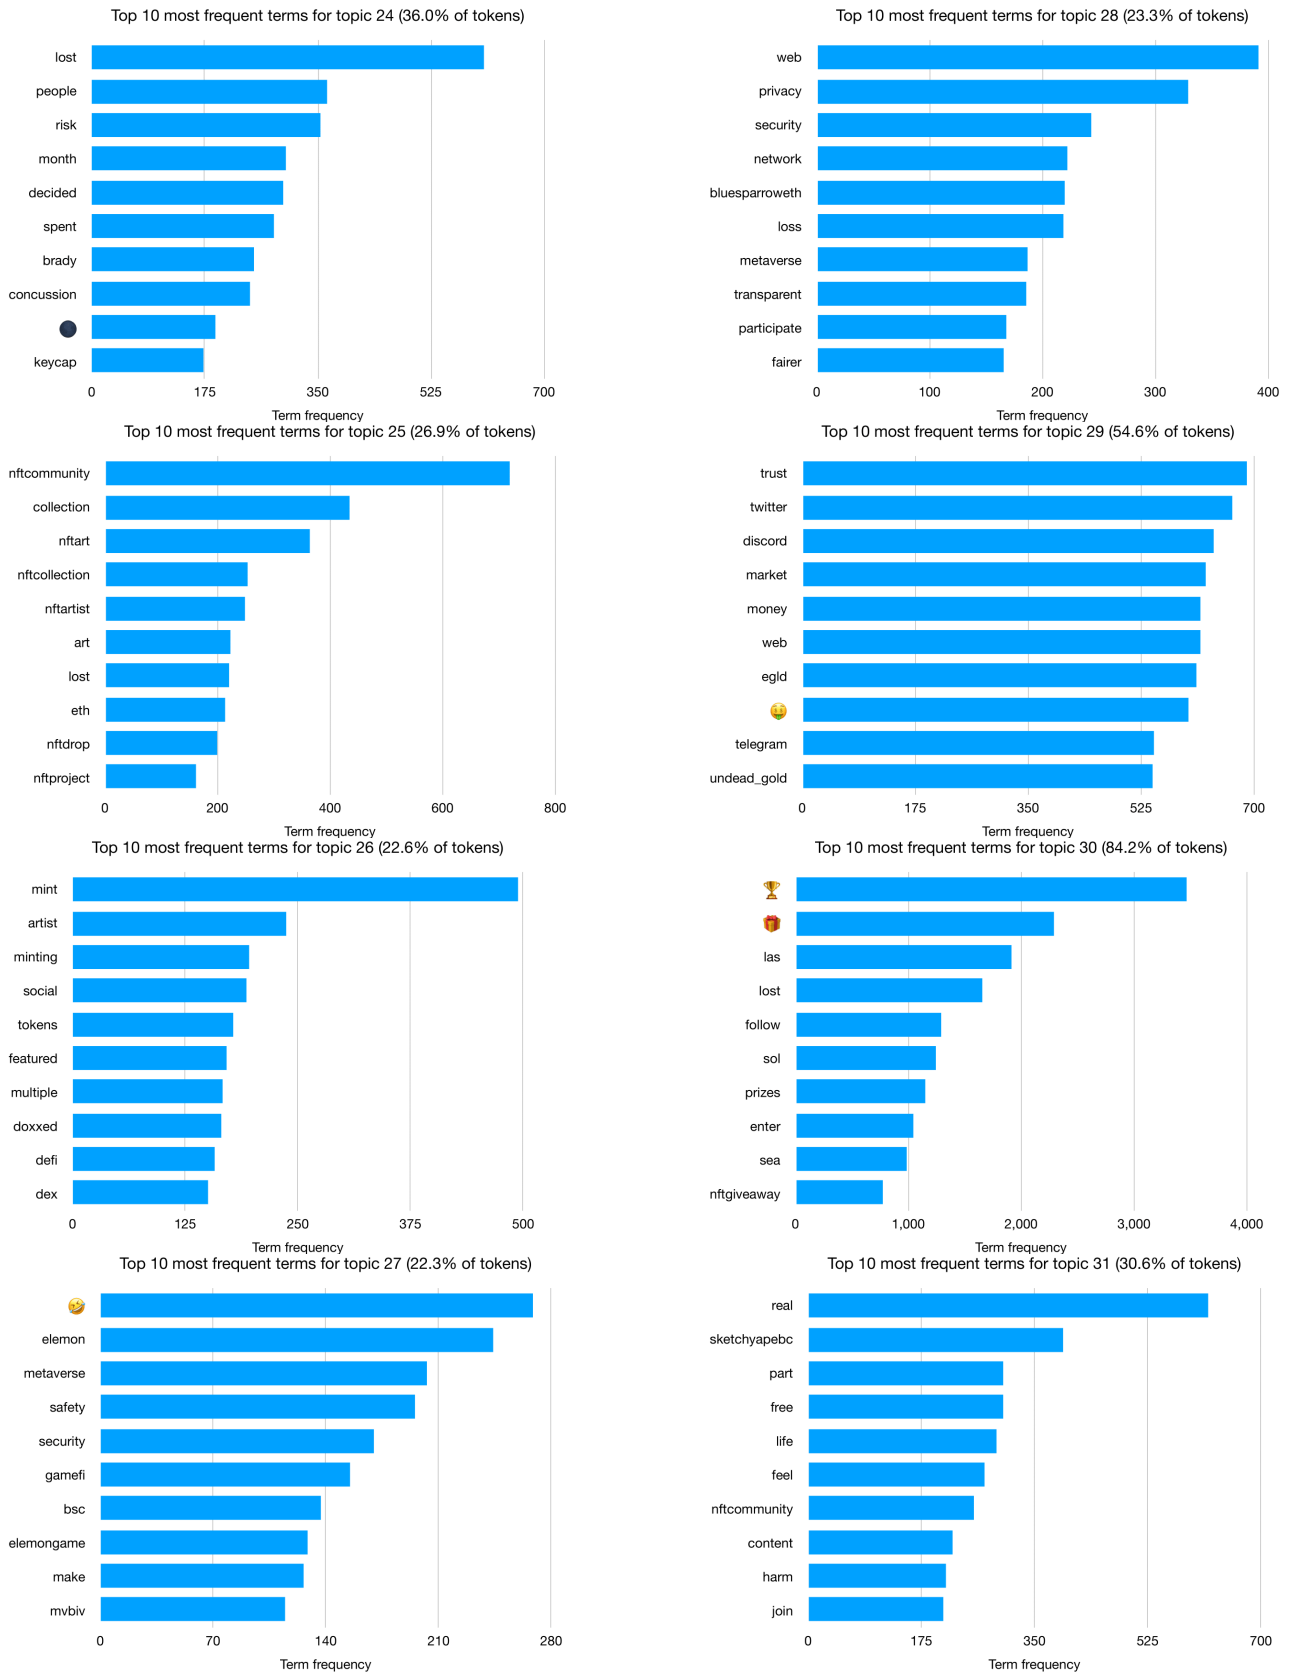 Top 10 most frequent terms for topic 24 (36.0% of tokens)
lost
people
risk
month
decided
spent
brady
concussion
🌑
keycap
0 175 350 525 700
Term frequency
Top 10 most frequent terms for topic 28 (23.3% of tokens)
web
privacy
security
network
bluesparroweth
loss
metaverse
transparent
participate
fairer
0 100 200 300 400
Term frequency
Top 10 most frequent terms for topic 25 (26.9% of tokens)
nftcommunity
collection
nftart
nftcollection
nftartist
art
lost
eth
nftdrop
nftproject
0 200 400 600 800
Term frequency
Top 10 most frequent terms for topic 29 (54.6% of tokens)
trust
twitter
discord
market
money
web
egld
🤑
telegram
undead_gold
0 175 350 525 700
Term frequency
Top 10 most frequent terms for topic 26 (22.6% of tokens)
mint
artist
minting
social
tokens
featured
multiple
doxxed
defi
dex
0 125 250 375 500
Term frequency
Top 10 most frequent terms for topic 30 (84.2% of tokens)
🏆
🎁
las
lost
follow
sol
prizes
enter
sea
nftgiveaway
0 1,000 2,000 3,000 4,000
Term frequency
Top 10 most frequent terms for topic 27 (22.3% of tokens)
🤣
elemon
metaverse
safety
security
gamefi
bsc
elemongame
make
mvbiv
0 70 140 210 280
Term frequency
Top 10 most frequent terms for topic 31 (30.6% of tokens)
real
sketchyapebc
part
free
life
feel
nftcommunity
content
harm
join
0 175 350 525 700
Term frequency